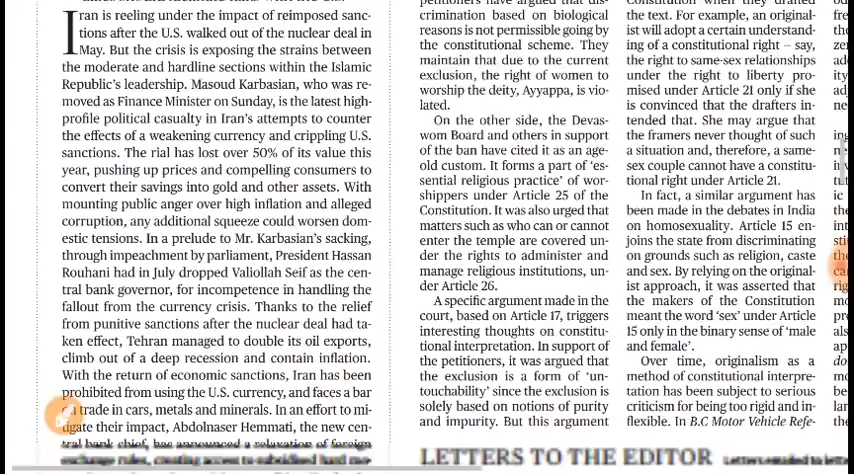 Iran is reeling under the impact of reimposed sanc-
tions after the U.S. walked out of the nuclear deal in
May. But the crisis is exposing the strains between
the moderate and hardline sections within the Islamic
Republic's leadership. Masoud Karbasian, who was re-
moved as Finance Minister on Sunday, is the latest high-
profile political casualty in Iran's attempts to counter
the effects of a weakening currency and crippling U.S.
sanctions. The rial has lost over 50% of its value this
year, pushing up prices and compelling consumers to
convert their savings into gold and other assets. With
mounting public anger over high inflation and alleged
corruption, any additional squeeze could worsen dom-
estic tensions. In a prelude to Mr. Karbasian's sacking,
through impeachment by parliament, President Hassan
Rouhani had in July dropped Valiollah Seif as the cen-
tral bank governor, for incompetence in handling the
fallout from the currency crisis. Thanks to the relief
from punitive sanctions after the nuclear deal had ta-
ken effect, Tehran managed to double its oil exports,
climb out of a deep recession and contain inflation.
With the return of economic sanctions, Iran has been
prohibited from using the U.S. currency, and faces a bar
trade in cars, metals and minerals. In an effort to mi-
gate their impact, Abdolnaser Hemmati, the new cen-
tral bank chief, has announced a relaxation of foreign
exchange rules, creating access to subsidised hard
petitioners have argued that dis-
crimination based on biological
reasons is not permissible going by
the constitutional scheme. They
maintain that due to the current
exclusion, the right of women to
worship the deity, Ayyappa, is vio-
lated.
On the other side, the Devas-
wom Board and others in support
of the ban have cited it as an age-
old custom. It forms a part of 'es-
sential religious practice' of wor-
shippers under Article 25 of the
Constitution. It was also urged that
matters such as who can or cannot
enter the temple are covered un-
der the rights to administer and
manage religious institutions, un-
der Article 26.
A specific argument made in the
court, based on Article 17, triggers
interesting thoughts on constitu-
tional interpretation. In support of
the petitioners, it was argued that
the exclusion is a form of 'un-
touchability' since the exclusion is
solely based on notions of purity
and impurity. But this argument
Constitution when they drafted
the text. For example, an original-
ist will adopt a certain understand-
ing of a constitutional right – say,
the right to same-sex relationships
under the right to liberty pro-
mised under Article 21 only if she
is convinced that the drafters in-
tended that. She may argue that
the framers never thought of such
a situation and, therefore, a same-
sex couple cannot have a constitu-
tional right under Article 21.
In fact, a similar argument has
been made in the debates in India
on homosexuality. Article 15 en-
joins the state from discriminating
on grounds such as religion, caste
and sex. By relying on the original-
ist approach, it was asserted that
the makers of the Constitution
meant the word 'sex' under Article
15 only in the binary sense of 'male
and female'.
Over time, originalism as a
method of constitutional interpre-
tation has been subject to serious
criticism for being too rigid and in-
flexible. In B.C Motor Vehicle Refe-
LETTERS TO THE EDITOR